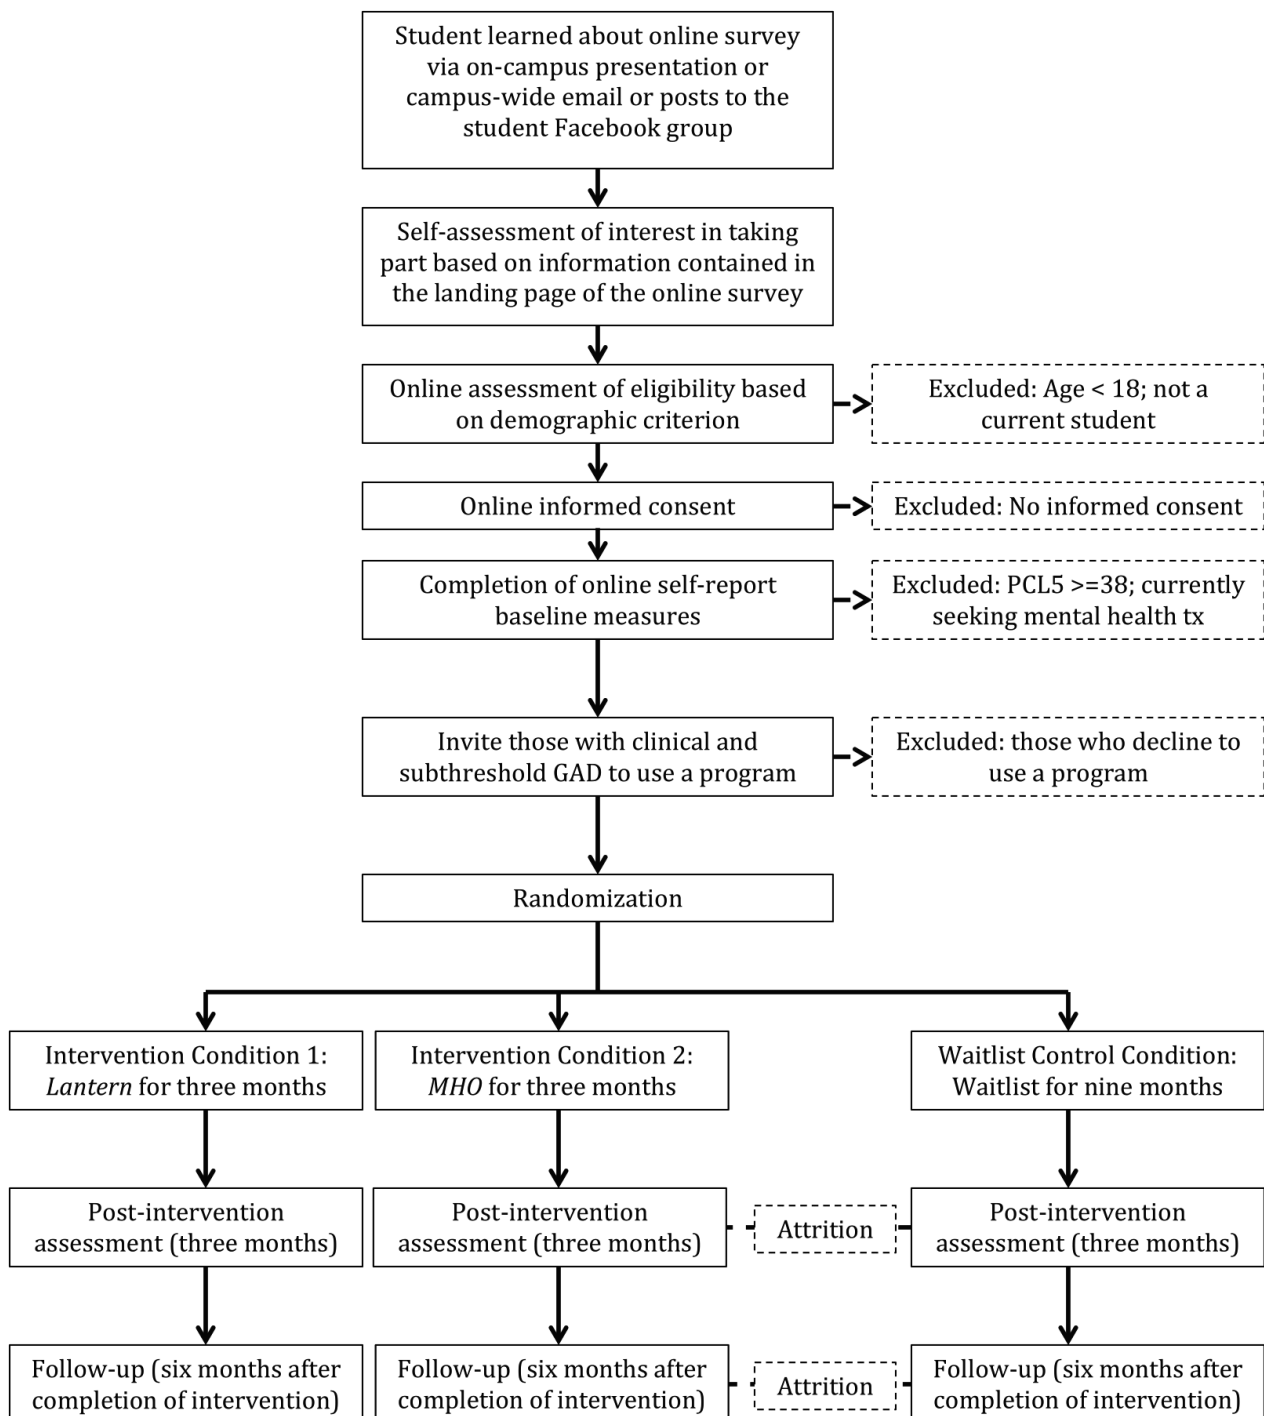 Student learned about online survey
via on-campus presentation or
campus-wide email or posts to the
student Facebook group
Self-assessment of interest in taking
part based on information contained in
the landing page of the online survey
Online assessment of eligibility based
on demographic criterion
Excluded: Age < 18; not a
current student
Online informed consent
Excluded: No informed consent
Completion of online self-report
baseline measures
Excluded: PCL5 >=38; currently
seeking mental health tx
Invite those with clinical and
subthreshold GAD to use a program
Excluded: those who decline to
use a program
Randomization
Intervention Condition 1:
Lantern for three months
Intervention Condition 2:
MHO for three months
Waitlist Control Condition:
Waitlist for nine months
Post-intervention
assessment (three months)
Post-intervention
assessment (three months)
Attrition
Post-intervention
assessment (three months)
Follow-up (six months after
completion of intervention)
Follow-up (six months after
completion of intervention)
Attrition
Follow-up (six months after
completion of intervention)